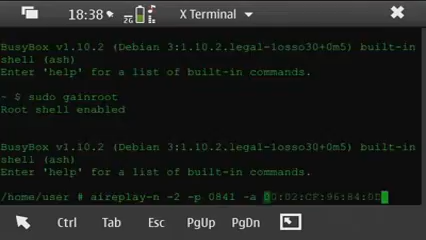 18:38
X Terminal
BusyBox v1.10.2 (Debian 3:1.10.2.legal-1osso30+0m5) built-in
shell (ash)
Enter 'help' for a list of built-in commands.
~ $ sudo gainroot
Root shell enabled
BusyBox v1.10.2 (Debian 3:1.10.2.legal-1osso30+0m5) built-in
shell (ash)
Enter 'help' for a list of built-in commands.
/home/user # aireplay-n -2 -p 0841 -a 00:D2:CF:96:84:0D
Ctrl Tab Esc PgUp PgDn